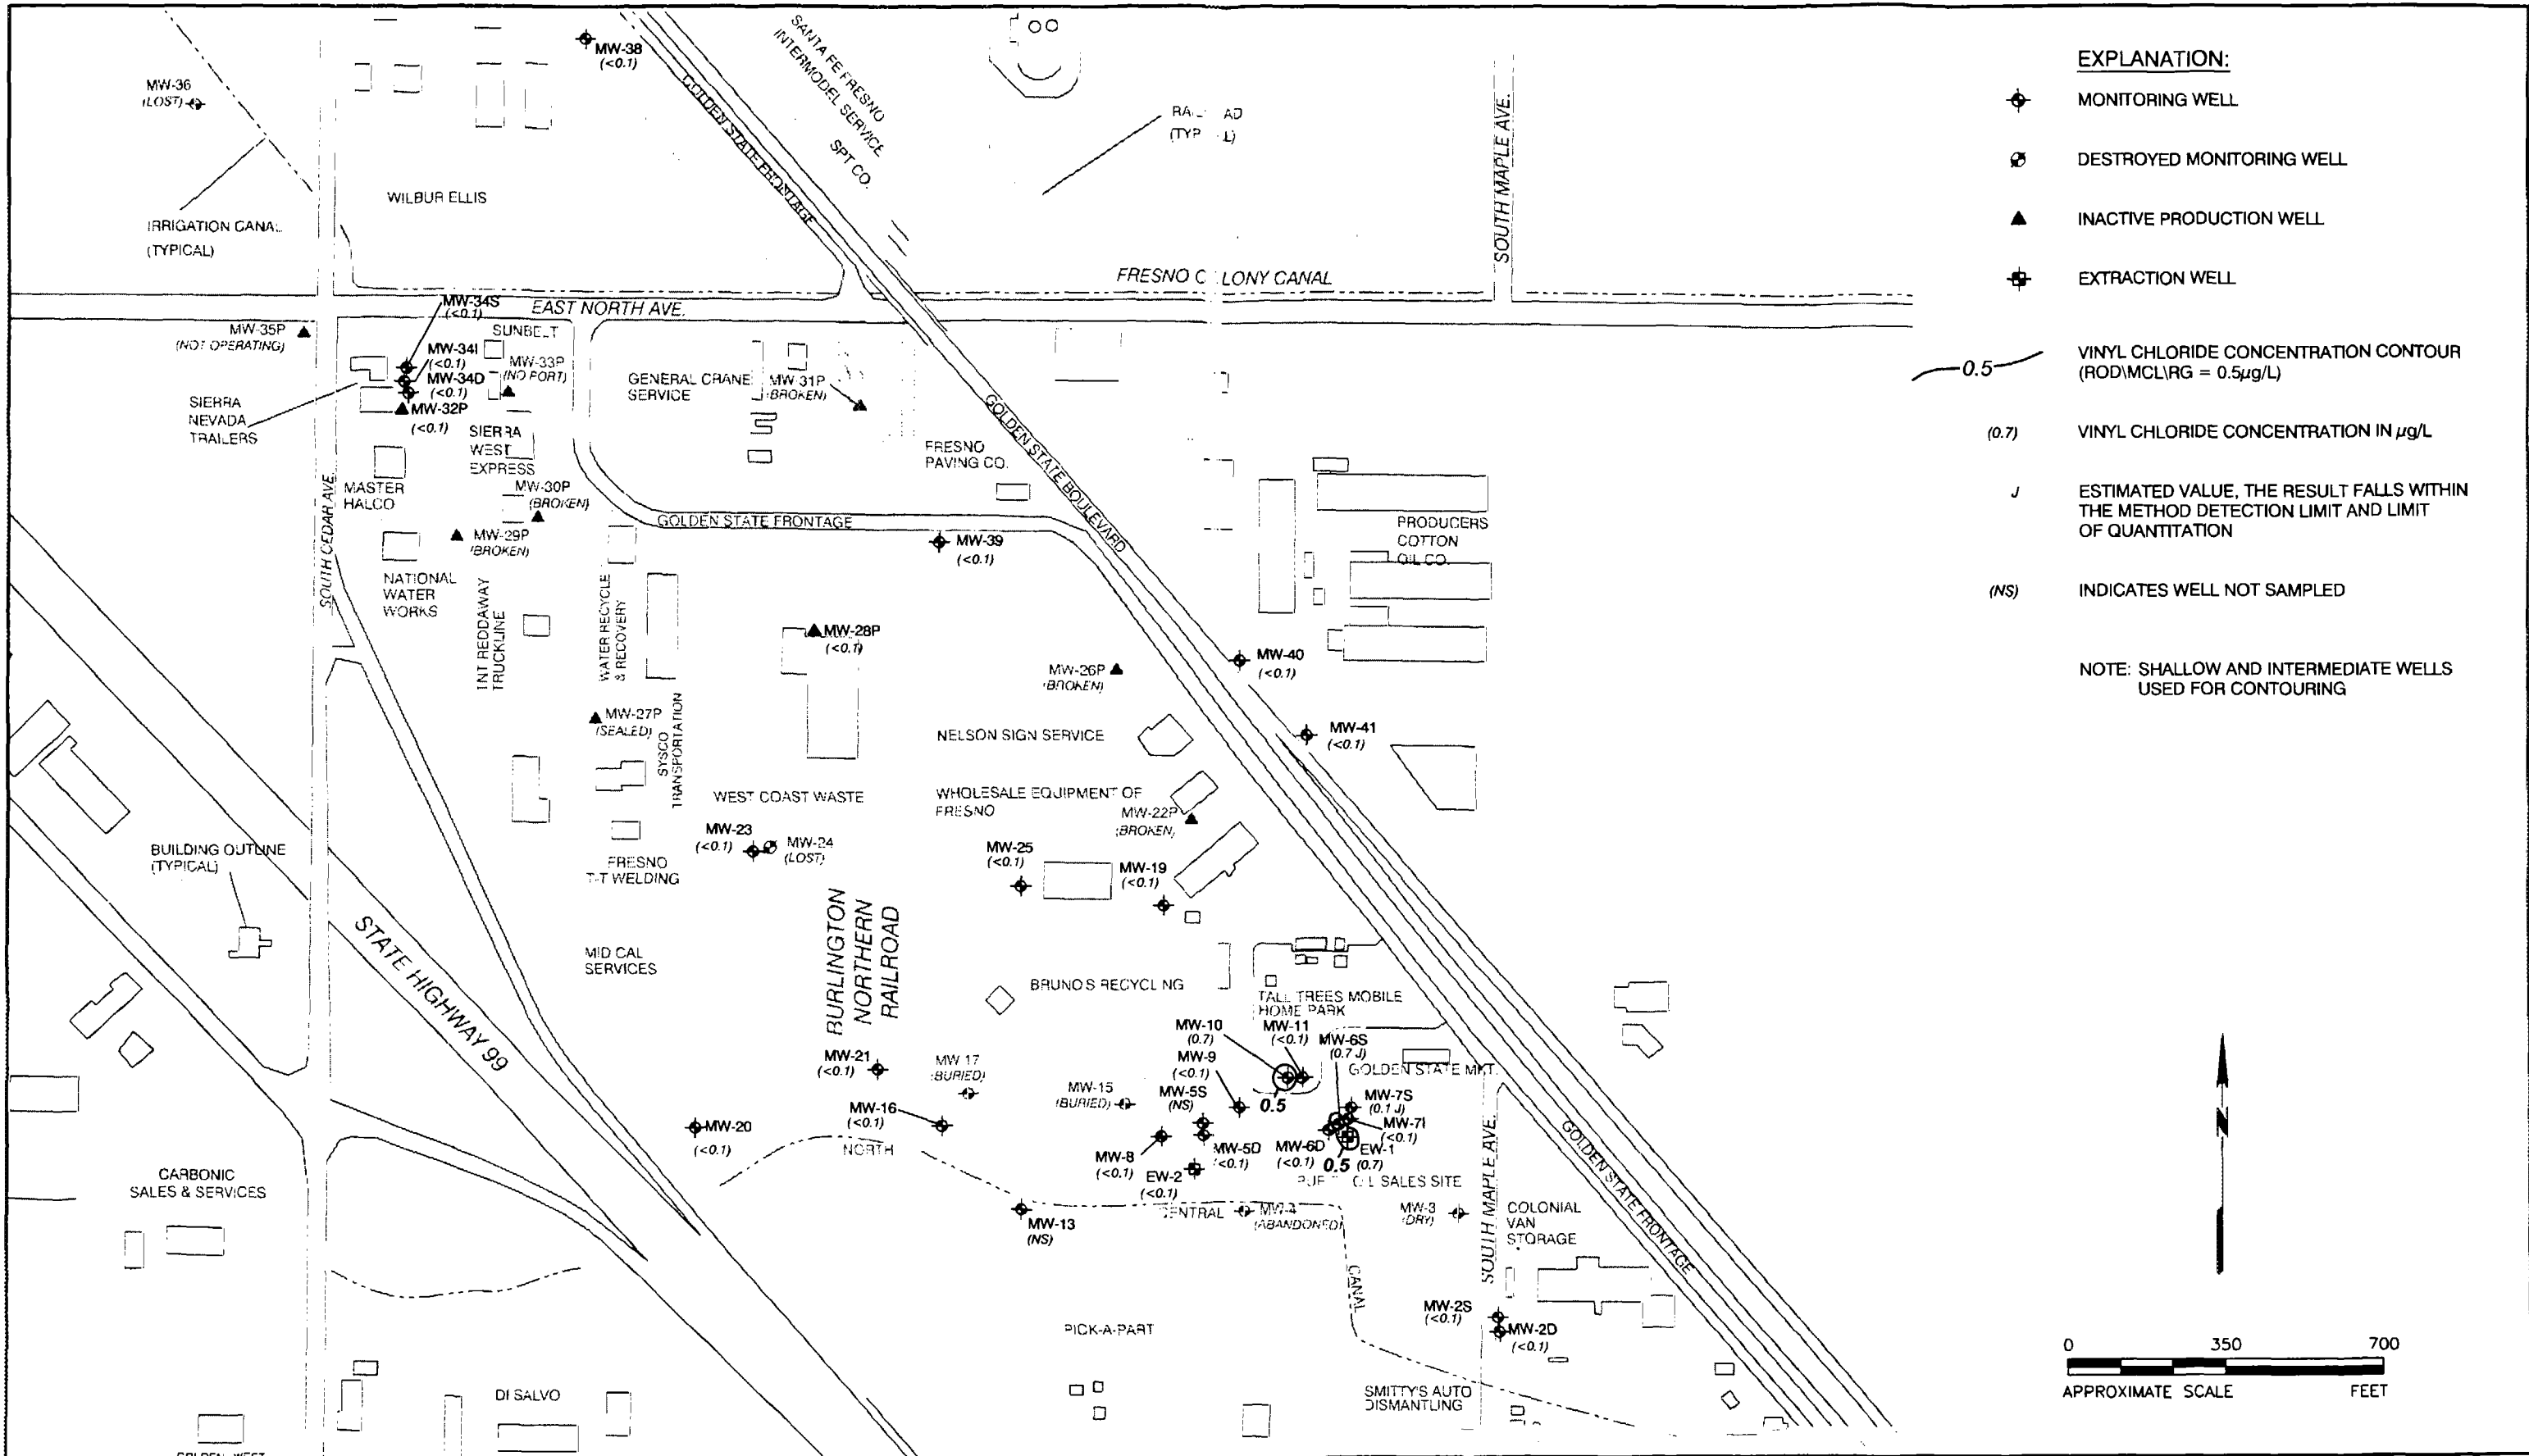 MW-38
(<0.1)
MW-36
(LOST)
IRRIGATION CANAL
(TYPICAL)
WILBUR ELLIS
GOLDEN STATE FRONTAGE
SANTA FE FRESNO
INTERMODEL SERVICE
SPT CO.
(TYP
SOUTH MAPLE AVE.
FRESNO
LONY CANAL
EAST NORTH AVE.
MW-34S
(<0.1)
SUNBELT
MW-35P
(NOT OPERATING)
MW-34I
(<0.1)
MW-34D
(<0.1)
MW-33P
(NO PORT)
MW-32P
(<0.1)
SIERRA
NEVADA
TRAILERS
SIERRA
WEST
EXPRESS
GENERAL CRANE
SERVICE
MW-31P
(BROKEN)
FRESNO
PAVING CO.
GOLDEN STATE BOULEVARD
MASTER
HALCO
MW-30P
(BROKEN)
SOUTH CEDAR AVE.
MW-29P
(BROKEN)
GOLDEN STATE FRONTAGE
MW-39
(<0.1)
PRODUCERS
COTTON
OIL CO.
NATIONAL
WATER
WORKS
INT REDDAWAY
TRUCKLINE
WATER RECYCLE
& RECOVERY
MW-28P
(<0.1)
MW-26P
(BROKEN)
MW-40
(<0.1)
MW-27P
(SEALED)
SYSCO
TRANSPORTATION
NELSON SIGN SERVICE
MW-41
(<0.1)
WEST COAST WASTE
WHOLESALE EQUIPMENT OF
FRESNO
MW-22P
(BROKEN)
MW-23
(<0.1)
MW-24
(LOST)
MW-25
(<0.1)
MW-19
(<0.1)
BUILDING OUTLINE
(TYPICAL)
FRESNO
T-T WELDING
STATE HIGHWAY 99
MID CAL
SERVICES
BURLINGTON
NORTHERN
RAILROAD
BRUNO'S RECYCL NG
TALL TREES MOBILE
HOME PARK
MW-10
(0.7)
MW-11
(<0.1)
MW-6S
(0.7 J)
MW-9
(<0.1)
GOLDEN STATE MKT.
MW-21
(<0.1)
MW-17
(BURIED)
MW-15
(BURIED)
MW-5S
(NS)
0.5
MW-7S
(0.1 J)
MW-7I
(<0.1)
MW-16
(<0.1)
MW-20
(<0.1)
NORTH
MW-8
(<0.1)
MW-5D
(<0.1)
MW-6D
(<0.1)
0.5
EW-1
(0.7)
EW-2
(<0.1)
SALES SITE
MW-13
(NS)
CENTRAL
MW-4
(ABANDONED)
MW-3
(DRY)
CANAL
SOUTH MAPLE AVE.
COLONIAL
VAN
STORAGE
GOLDEN STATE FRONTAGE
CARBONIC
SALES & SERVICES
MW-2S
(<0.1)
MW-2D
(<0.1)
PICK-A-PART
DI SALVO
SMITTY'S AUTO
DISMANTLING
EXPLANATION:
MONITORING WELL
DESTROYED MONITORING WELL
INACTIVE PRODUCTION WELL
EXTRACTION WELL
0.5
VINYL CHLORIDE CONCENTRATION CONTOUR
(ROD\MCL\RG = 0.5µg/L)
(0.7) VINYL CHLORIDE CONCENTRATION IN µg/L
J ESTIMATED VALUE, THE RESULT FALLS WITHIN
THE METHOD DETECTION LIMIT AND LIMIT
OF QUANTITATION
(NS) INDICATES WELL NOT SAMPLED
NOTE: SHALLOW AND INTERMEDIATE WELLS
USED FOR CONTOURING
N
0 350 700
APPROXIMATE SCALE FEET